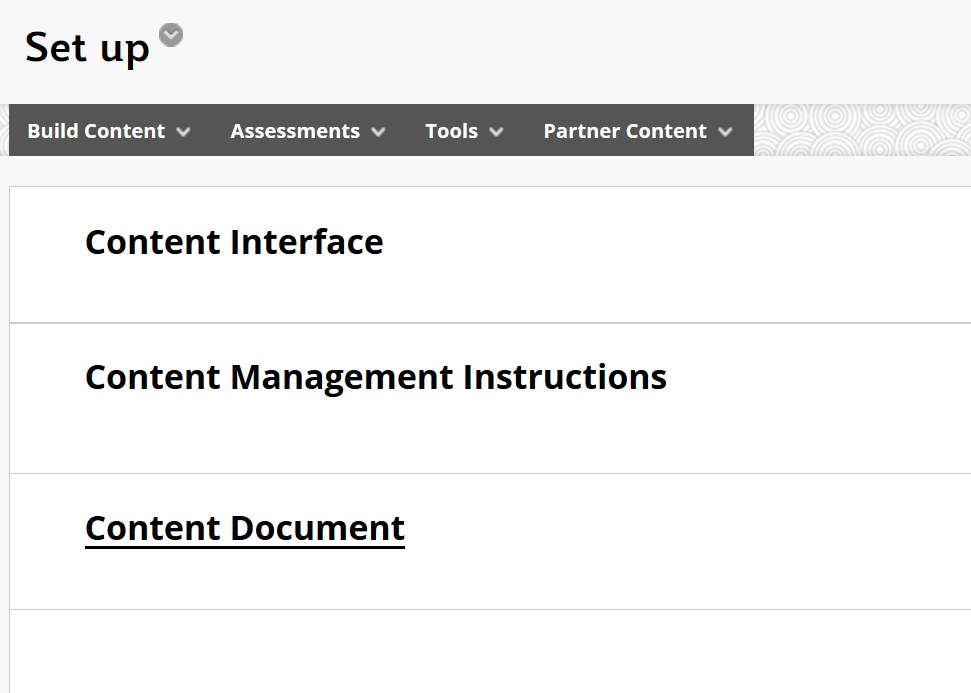 Set up
Build Content Assessments Tools Partner Content
Content Interface
Content Management Instructions
Content Document